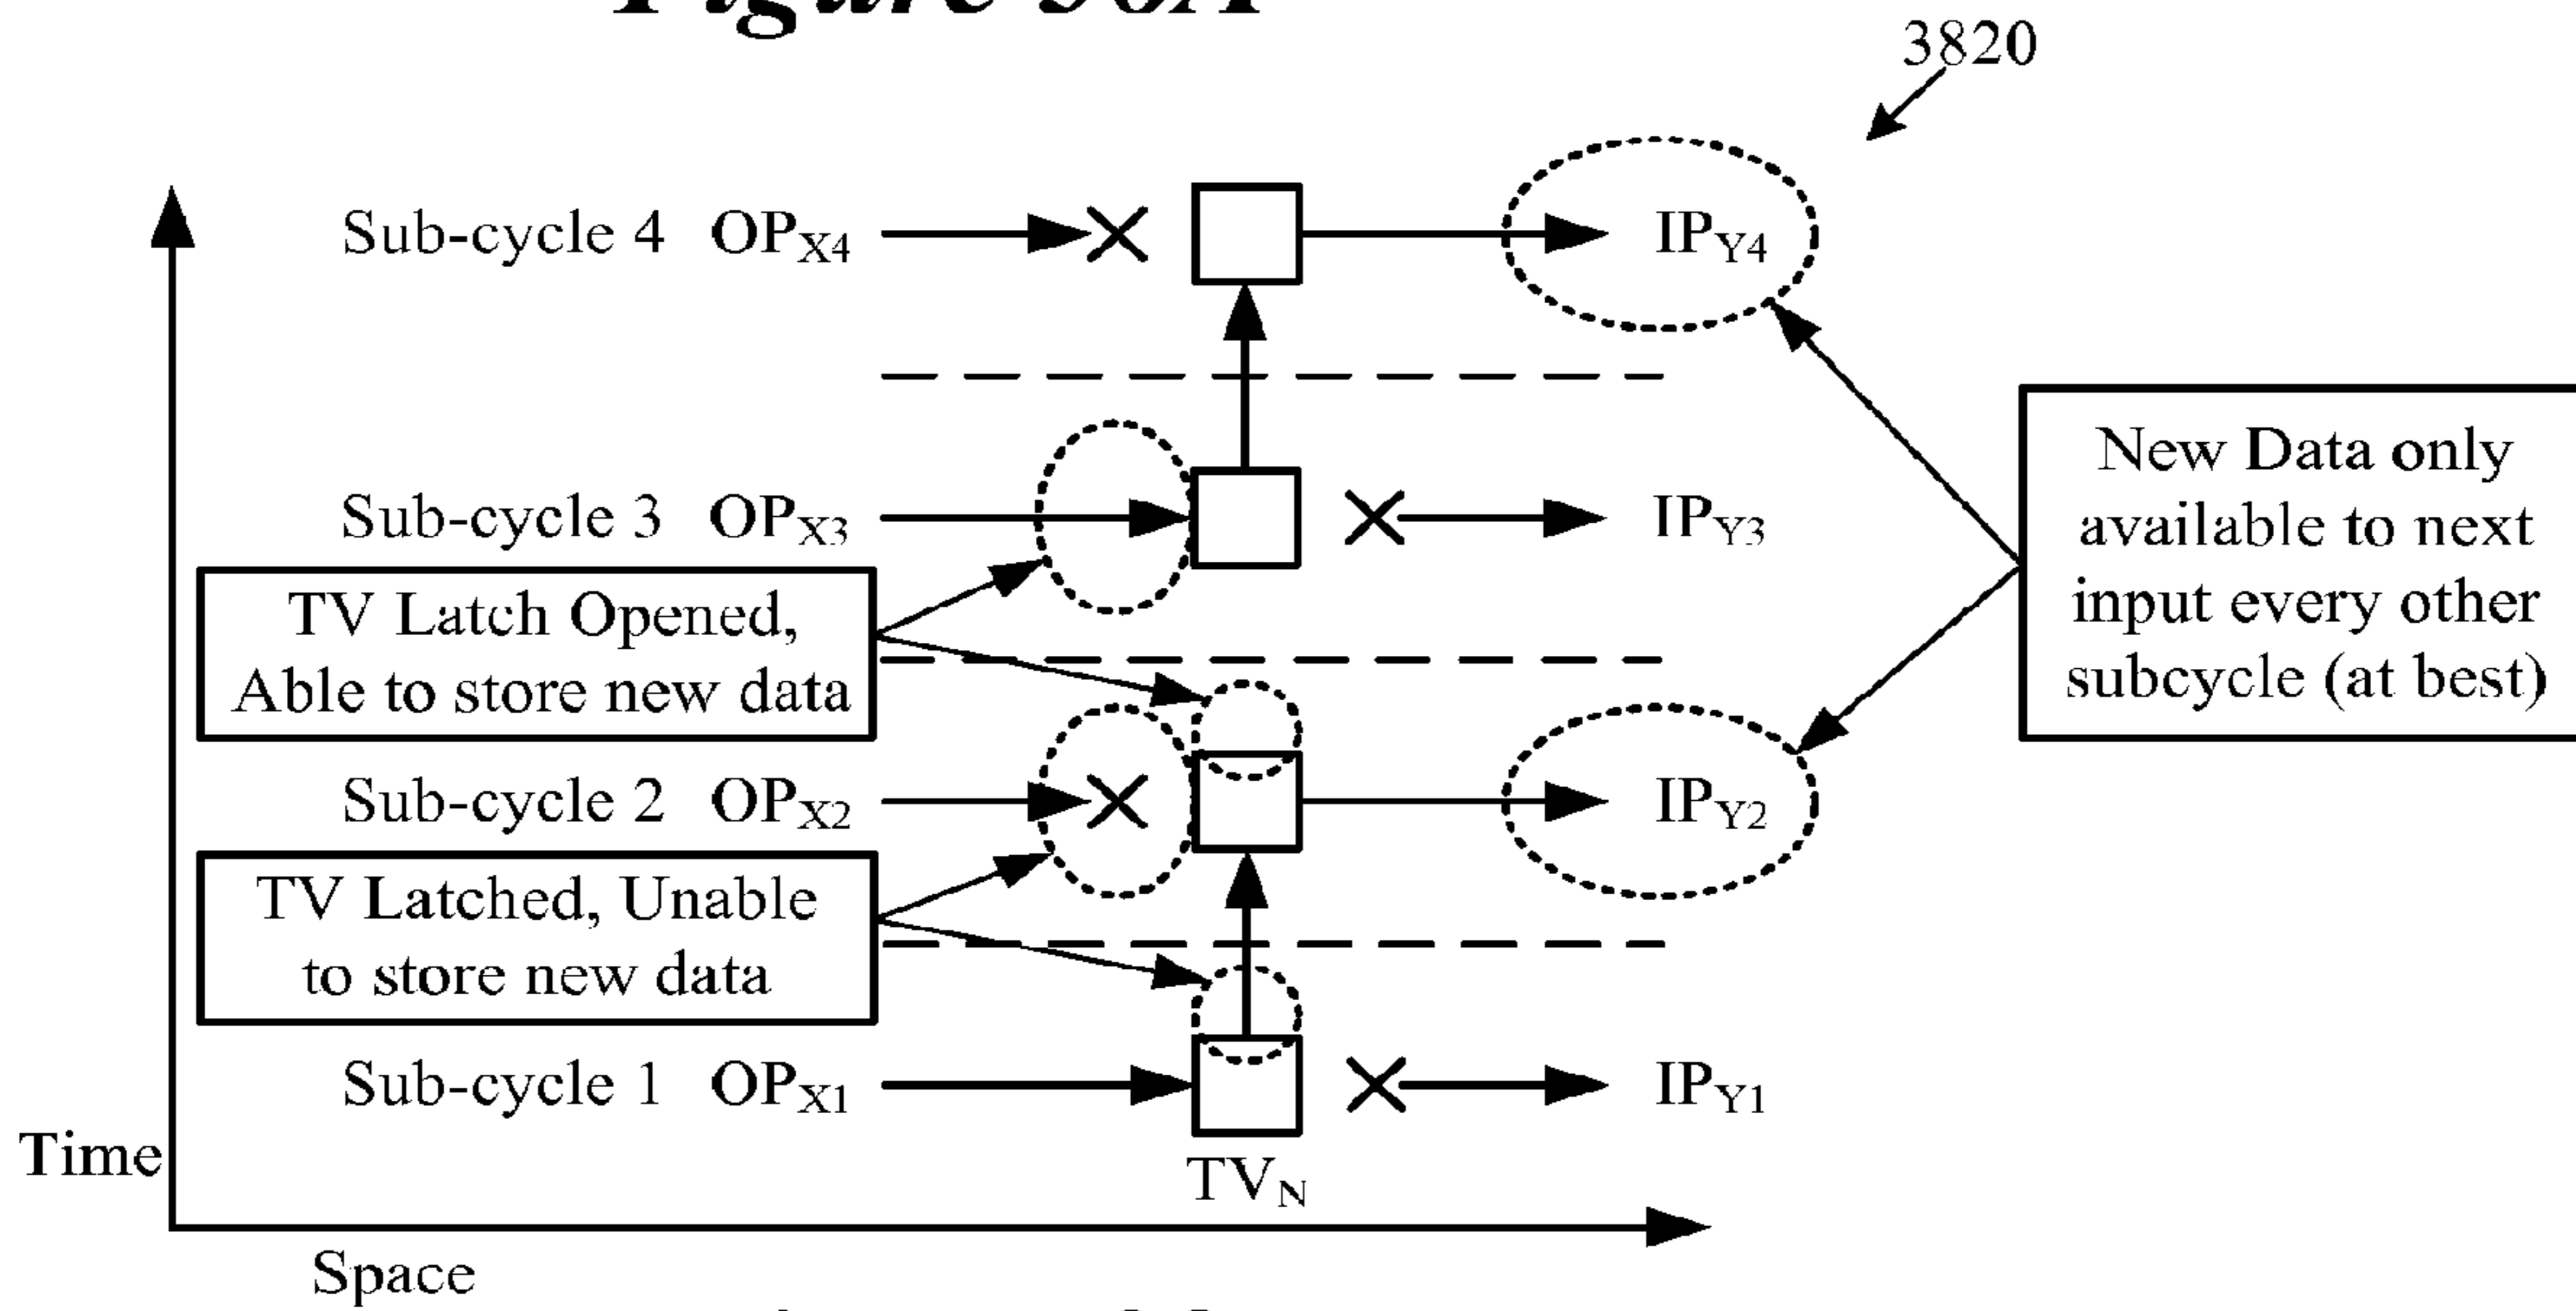 3820
Sub-cycle 4 OPX4 IPY4
Sub-cycle 3 OPX3 IPY3
New Data only
available to next
input every other
subcycle (at best)
TV Latch Opened,
Able to store new data
Sub-cycle 2 OPX2 IPY2
TV Latched, Unable
to store new data
Sub-cycle 1 OPX1 IPY1
Time
TVN
Space